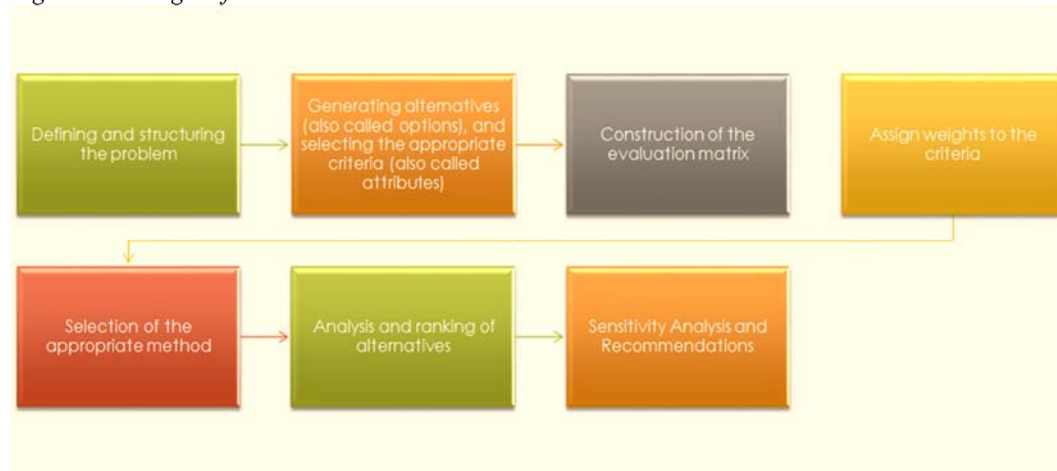 Defining and structuring
the problem
Generating alternatives
(also called options), and
selecting the appropriate
criteria (also called
attributes)
Construction of the
evaluation matrix
Assign weights to the
criteria
Selection of the
appropriate method
Analysis and ranking of
alternatives
Sensitivity Analysis and
Recommendations